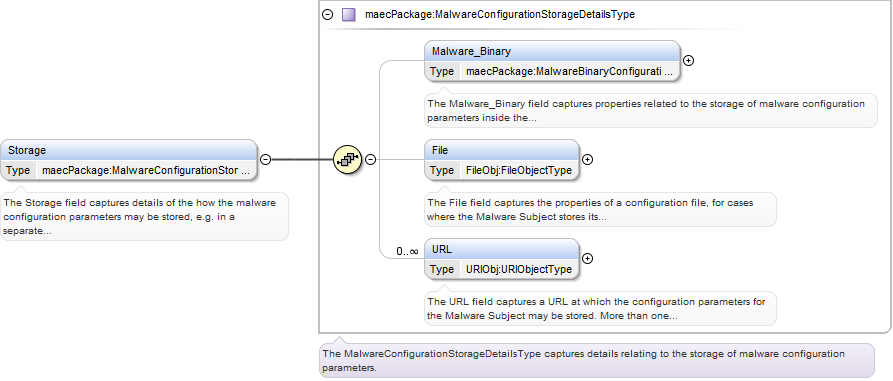 maecPackage:MalwareConfigurationStorageDetailsType
Malware_Binary
Type maecPackage:MalwareBinaryConfigurati ...
The Malware_Binary field captures properties related to the storage of malware configuration
parameters inside the...
Storage
Type maecPackage:MalwareConfigurationStor ...
The Storage field captures details of the how the malware
configuration parameters may be stored, e.g. in a
separate...
File
Type FileObj:FileObjectType
The File field captures the properties of a configuration file, for cases
where the Malware Subject stores its...
0..∞
URL
Type URIObj:URIObjectType
The URL field captures a URL at which the configuration parameters for
the Malware Subject may be stored. More than one...
The MalwareConfigurationStorageDetailsType captures details relating to the storage of malware configuration
parameters.